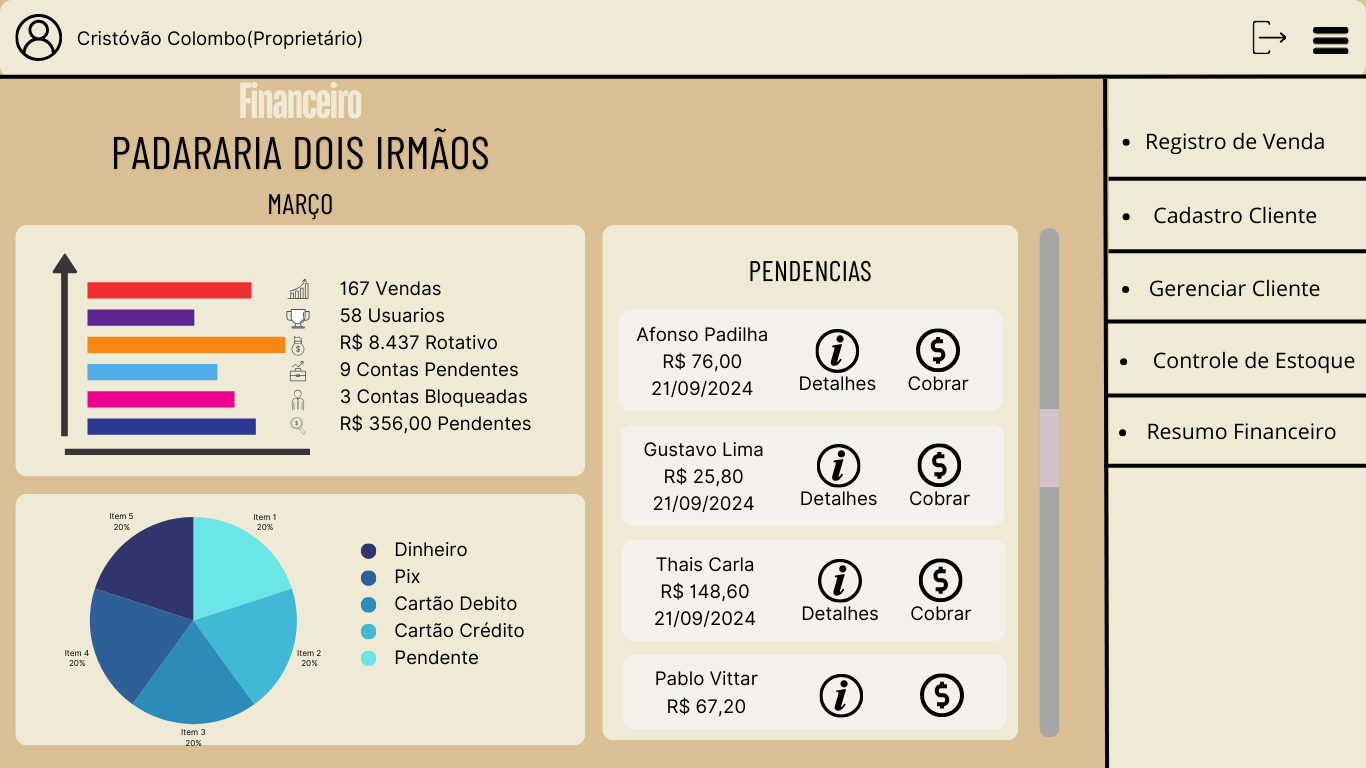 Cristóvão Colombo(Proprietário)
Financeiro
PADARARIA DOIS IRMÃOS
MARÇO
167 Vendas
58 Usuarios
R$ 8.437 Rotativo
9 Contas Pendentes
3 Contas Bloqueadas
R$ 356,00 Pendentes
Item 5
20%
Item 1
20%
Item 4
20%
Item 2
20%
Item 3
20%
Dinheiro
Pix
Cartão Debito
Cartão Crédito
Pendente
PENDENCIAS
Afonso Padilha
R$ 76,00
21/09/2024
Detalhes
Cobrar
Gustavo Lima
R$ 25,80
21/09/2024
Detalhes
Cobrar
Thais Carla
R$ 148,60
21/09/2024
Detalhes
Cobrar
Pablo Vittar
R$ 67,20
• Registro de Venda
• Cadastro Cliente
• Gerenciar Cliente
• Controle de Estoque
• Resumo Financeiro